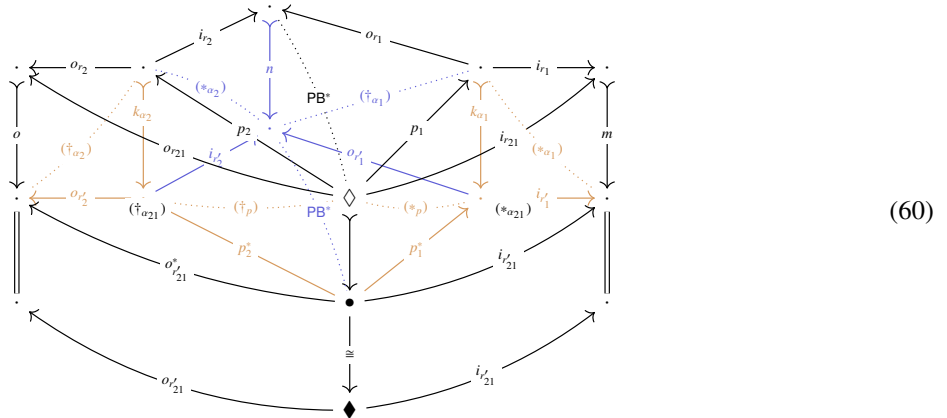 i_{r_2} o_{r_1}
o_{r_2} n i_{r_1}
(*_{α_2}) (†_{α_1})
PB*
o k_{α_2} k_{α_1} m
p_2 p_1
(†_{α_2}) o_{r_{21}} i_{r'_2} o_{r'_1} i_{r_{21}} (*_{α_1})
o_{r'_2} (†_{α_{21}}) (†_p) PB* (*_p) (*_{α_{21}}) i_{r'_1} (60)
p_2^* p_1^*
o^*_{r'_{21}} i_{r'_{21}}
≅
o_{r'_{21}} i_{r'_{21}}